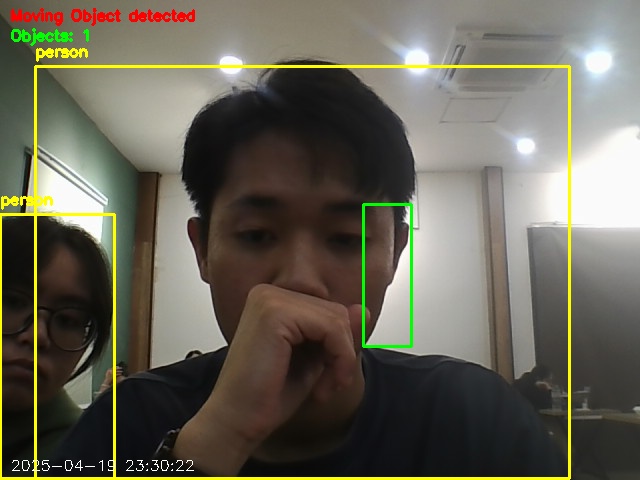 Moving Object detected
Objects: 1
person
person
2025-04-19 23:30:22